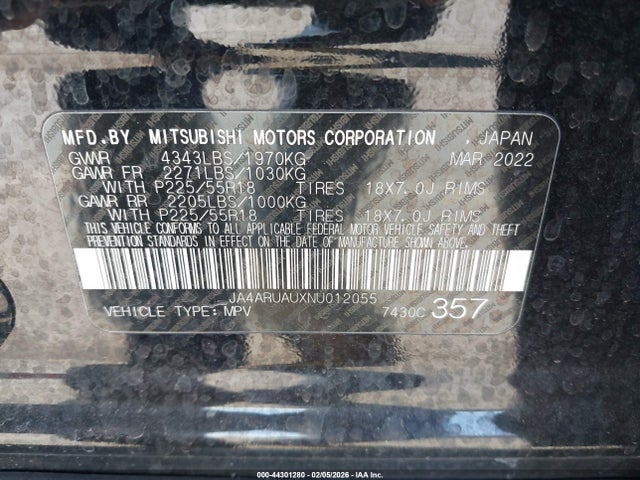 MFD.BY MITSUBISHI MOTORS CORPORATION , JAPAN
GWWR 4343LBS/1970KG MAR 2022
GAWR FR 2271LBS/1030KG
WITH P225/55R18 TIRES 18X7.0J RIMS
GAWR RR 2205LBS/1000KG
WITH P225/55R18 TIRES 18X7.0J RIMS
THIS VEHICLE CONFORMS TO ALL APPLICABLE FEDERAL MOTOR VEHICLE SAFETY AND THEFT
PREVENTION STANDARDS IN EFFECT ON THE DATE OF MANUFACTURE SHOWN ABOVE.
JA4ARUAUXNU012055
VEHICLE TYPE: MPV 7430C 357
000-44301280 - 02/05/2026 - IAA Inc.